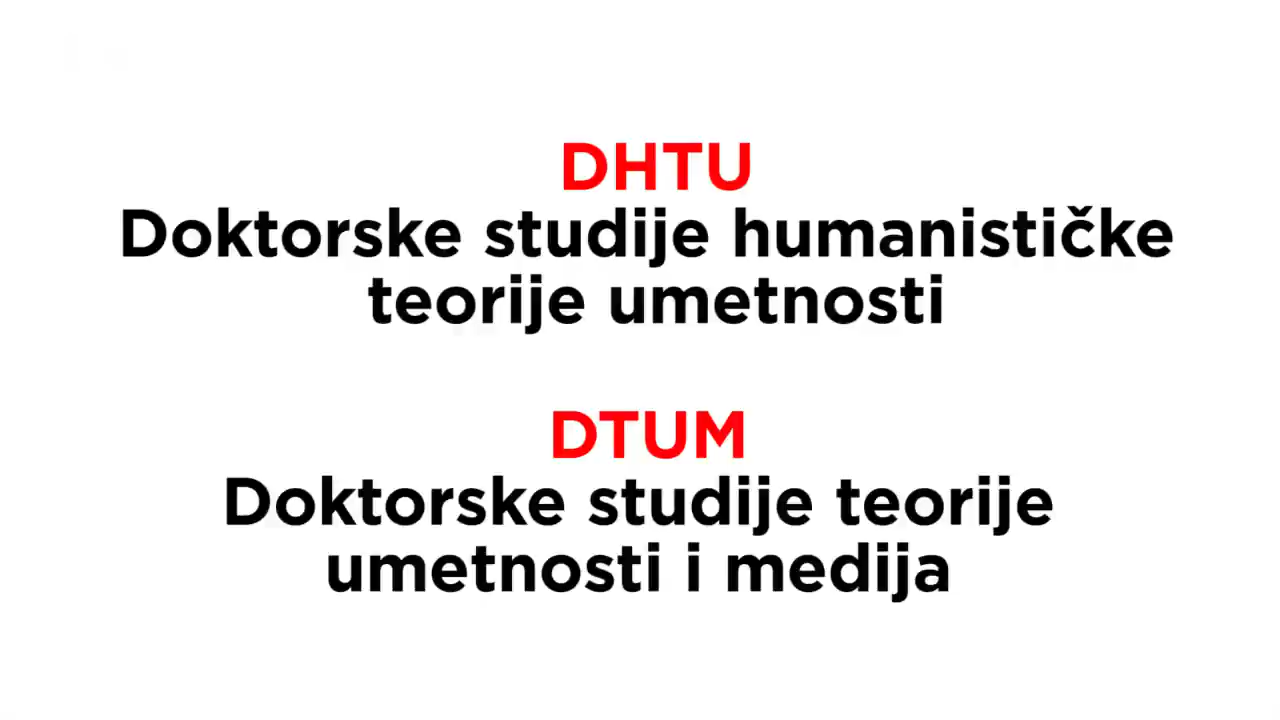 DHTU
Doktorske studije humanističke
teorije umetnosti
DTUM
Doktorske studije teorije
umetnosti i medija